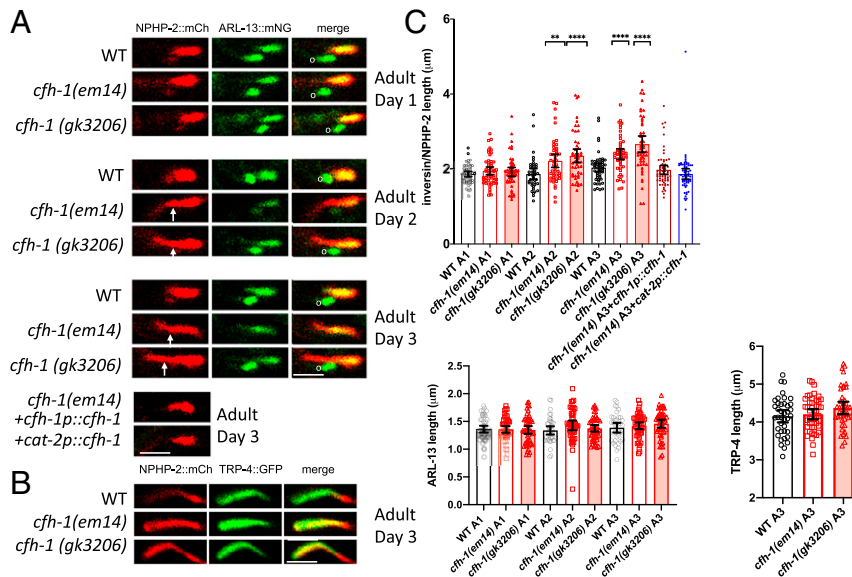 A
NPHP-2::mCh ARL-13::mNG merge
WT
o
cfh-1(em14)
o
cfh-1 (gk3206)
o
Adult
Day 1
WT
o
cfh-1(em14)
cfh-1 (gk3206)
o
Adult
Day 2
WT
o
cfh-1(em14)
cfh-1 (gk3206)
o
Adult
Day 3
cfh-1(em14)
+cfh-1p::cfh-1
+cat-2p::cfh-1
Adult
Day 3
B
NPHP-2::mCh TRP-4::GFP merge
WT
cfh-1(em14)
cfh-1 (gk3206)
Adult
Day 3
C
inversin/NPHP-2 length (μm)
8
6
4
2
0
** **** **** ****
WT A1
cfh-1(em14) A1
cfh-1(gk3206) A1
WT A2
cfh-1(em14) A2
cfh-1(gk3206) A2
WT A3
cfh-1(em14) A3
cfh-1(gk3206) A3
cfh-1(em14) A3+cfh-1p::cfh-1
cfh-1(em14) A3+cat-2p::cfh-1
ARL-13 length (μm)
2.5
2.0
1.5
1.0
0.5
0.0
WT A1
cfh-1(em14) A1
cfh-1(gk3206) A1
WT A2
cfh-1(em14) A2
cfh-1(gk3206) A2
WT A3
cfh-1(em14) A3
cfh-1(gk3206) A3
TRP-4 length (μm)
6
5
4
3
2
WT A3
cfh-1(em14) A3
cfh-1(gk3206) A3